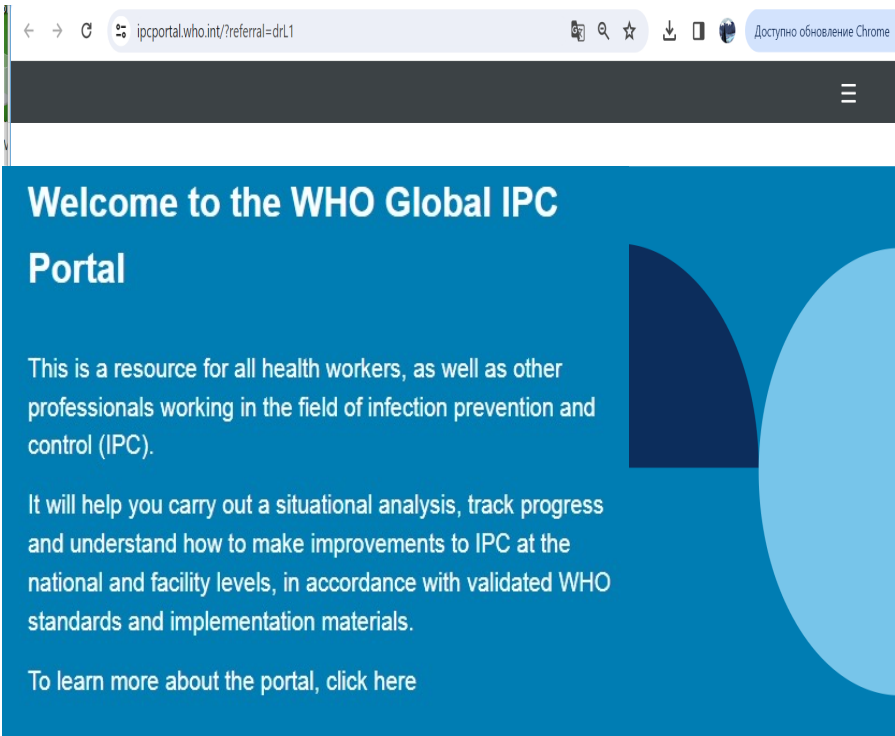 ipcportal.who.int/?referral=drL1
Доступно обновление Chrome
Welcome to the WHO Global IPC
Portal
This is a resource for all health workers, as well as other
professionals working in the field of infection prevention and
control (IPC).
It will help you carry out a situational analysis, track progress
and understand how to make improvements to IPC at the
national and facility levels, in accordance with validated WHO
standards and implementation materials.
To learn more about the portal, click here